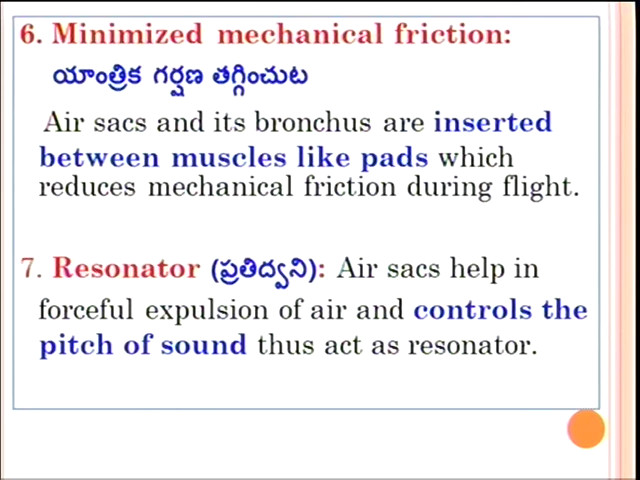 6. Minimized mechanical friction:
యాంత్రిక గర్షణ తగ్గించుట
Air sacs and its bronchus are inserted
between muscles like pads which
reduces mechanical friction during flight.
7. Resonator (ప్రతిద్వని): Air sacs help in
forceful expulsion of air and controls the
pitch of sound thus act as resonator.